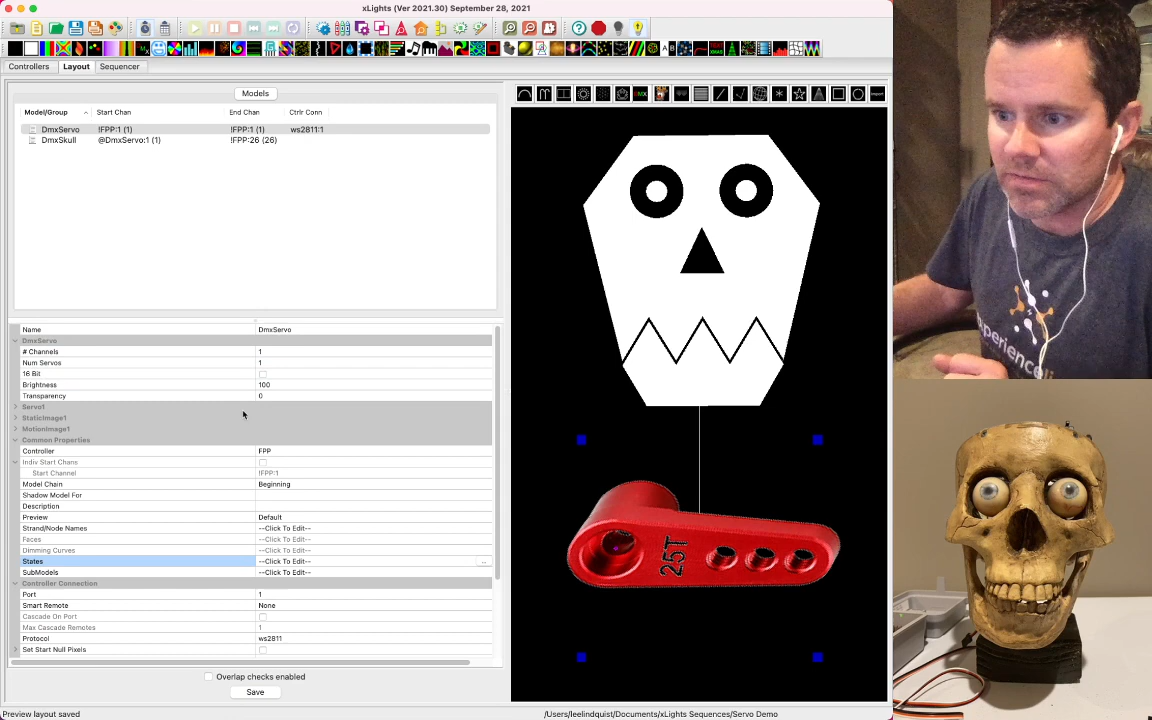 xLights (Ver 2021.30) September 28, 2021
Controllers Layout Sequencer
Models
Model/Group Start Chan End Chan Ctrlr Conn
DmxServo !FPP:1 (1) !FPP:1 (1) ws2811:1
DmxSkull @DmxServo:1 (1) !FPP:26 (26)
Name DmxServo
DmxServo
# Channels 1
Num Servos 1
16 Bit
Brightness 100
Transparency 0
Servo1
StaticImage1
MotionImage1
Common Properties
Controller FPP
Indiv Start Chans
Start Channel !FPP:1
Model Chain Beginning
Shadow Model For
Description
Preview Default
Strand/Node Names --Click To Edit--
Faces --Click To Edit--
Dimming Curves --Click To Edit--
States --Click To Edit-- ...
SubModels --Click To Edit--
Controller Connection
Port 1
Smart Remote None
Cascade On Port
Max Cascade Remotes 1
Protocol ws2811
Set Start Null Pixels
Overlap checks enabled
Save
Preview layout saved
/Users/leelindquist/Documents/xLights Sequences/Servo Demo
DMX
25T